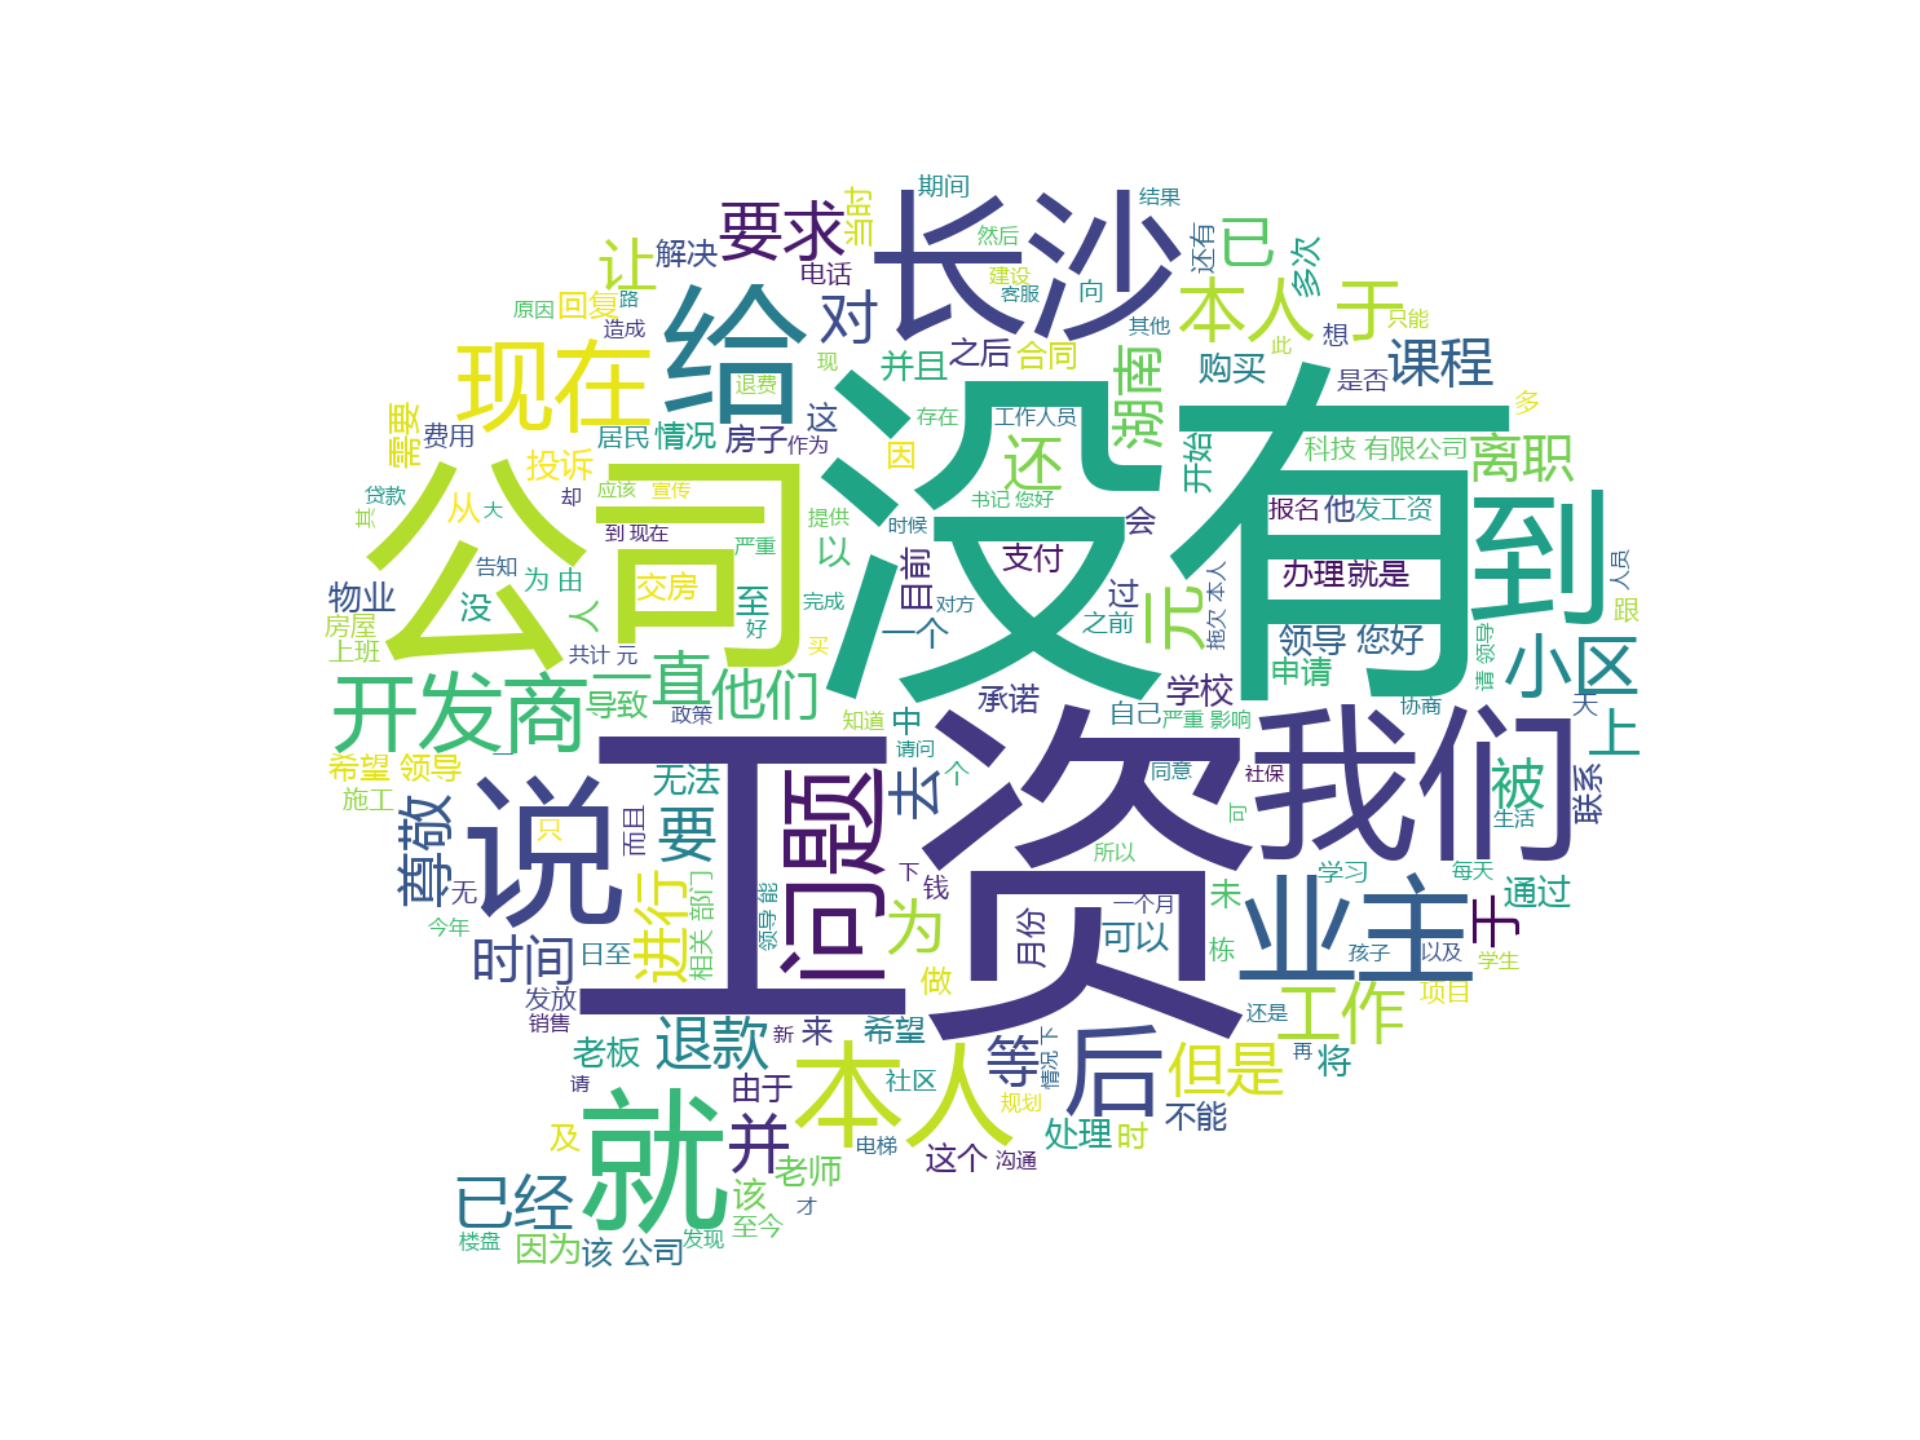 期间
结果
要求
当时
长沙
还有
已
让
解决
电话
然后
多次
建设
客服
向
本人 于
原因
回复
路
造成
给
对
其他
想
只能
现在
现
并且
之后
合同
湖南
购买
此
是否
课程
退费
这
需要
费用
居民
情况
房子
作为
因
存在
工作人员
还
开始
科技 有限公司
离职
多
投诉
没有
贷款
其
从
大
却
应该
宣传
公司
到 现在
严重
提供
以
时候
书记 您好
会
报名
他
发工资
到
人员
物业
告知
为 由
没
人
交房
至
好
完成
目前
对方
支付
过
之前
拖欠 本人
元
办理
就是
跟
房屋
上班
共计 元
买
一个
领导 您好
申请
请 领导
小区
天
开发商
一直
导致
他们
政策
知道
中
承诺
学校
自己
严重 影响
协商
上
希望 领导
一
施工
无法
请问
去
个
同意
社保
可
我们
被
生活
联系
尊敬
无
说
只
而且
要
工资
问题
所以
下
钱
一个月
未
学习
每天
通过
今年
时间
日至
进行
相关 部门
领导 能
为
月份
可以
栋
业主
孩子
以及
于
学生
发放
销售
做
还是
工作
项目
老板
退款
新
来
希望
等
情况 下
后
但是
再
将
请
由于
本人
社区
规划
不能
及
就
并
电梯
这个
沟通
处理
时
已经
老师
该
才
至今
楼盘
因为
该 公司
发现